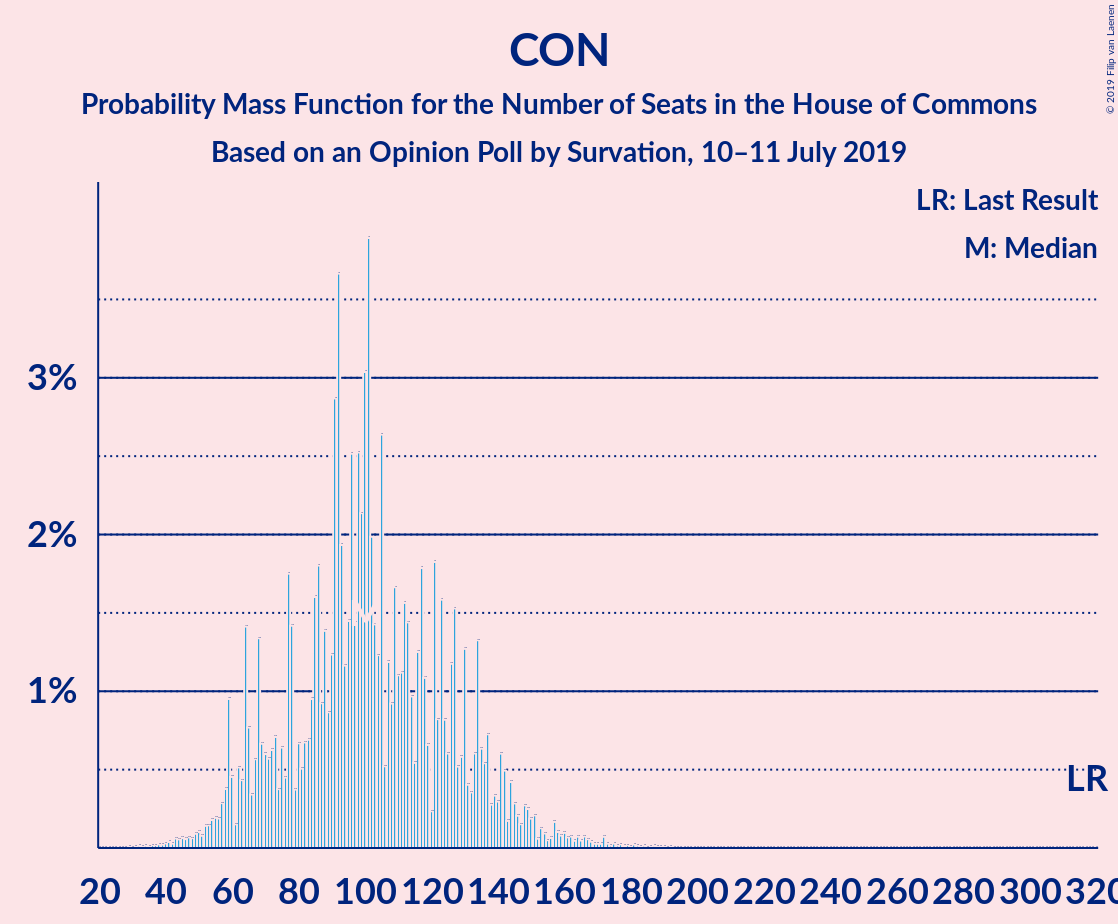 CON
Probability Mass Function for the Number of Seats in the House of Commons
Based on an Opinion Poll by Survation, 10–11 July 2019
© 2019 Filip van Laenen
LR: Last Result
M: Median
3%
2%
1%
LR
20 40 60 80 100 120 140 160 180 200 220 240 260 280 300 320